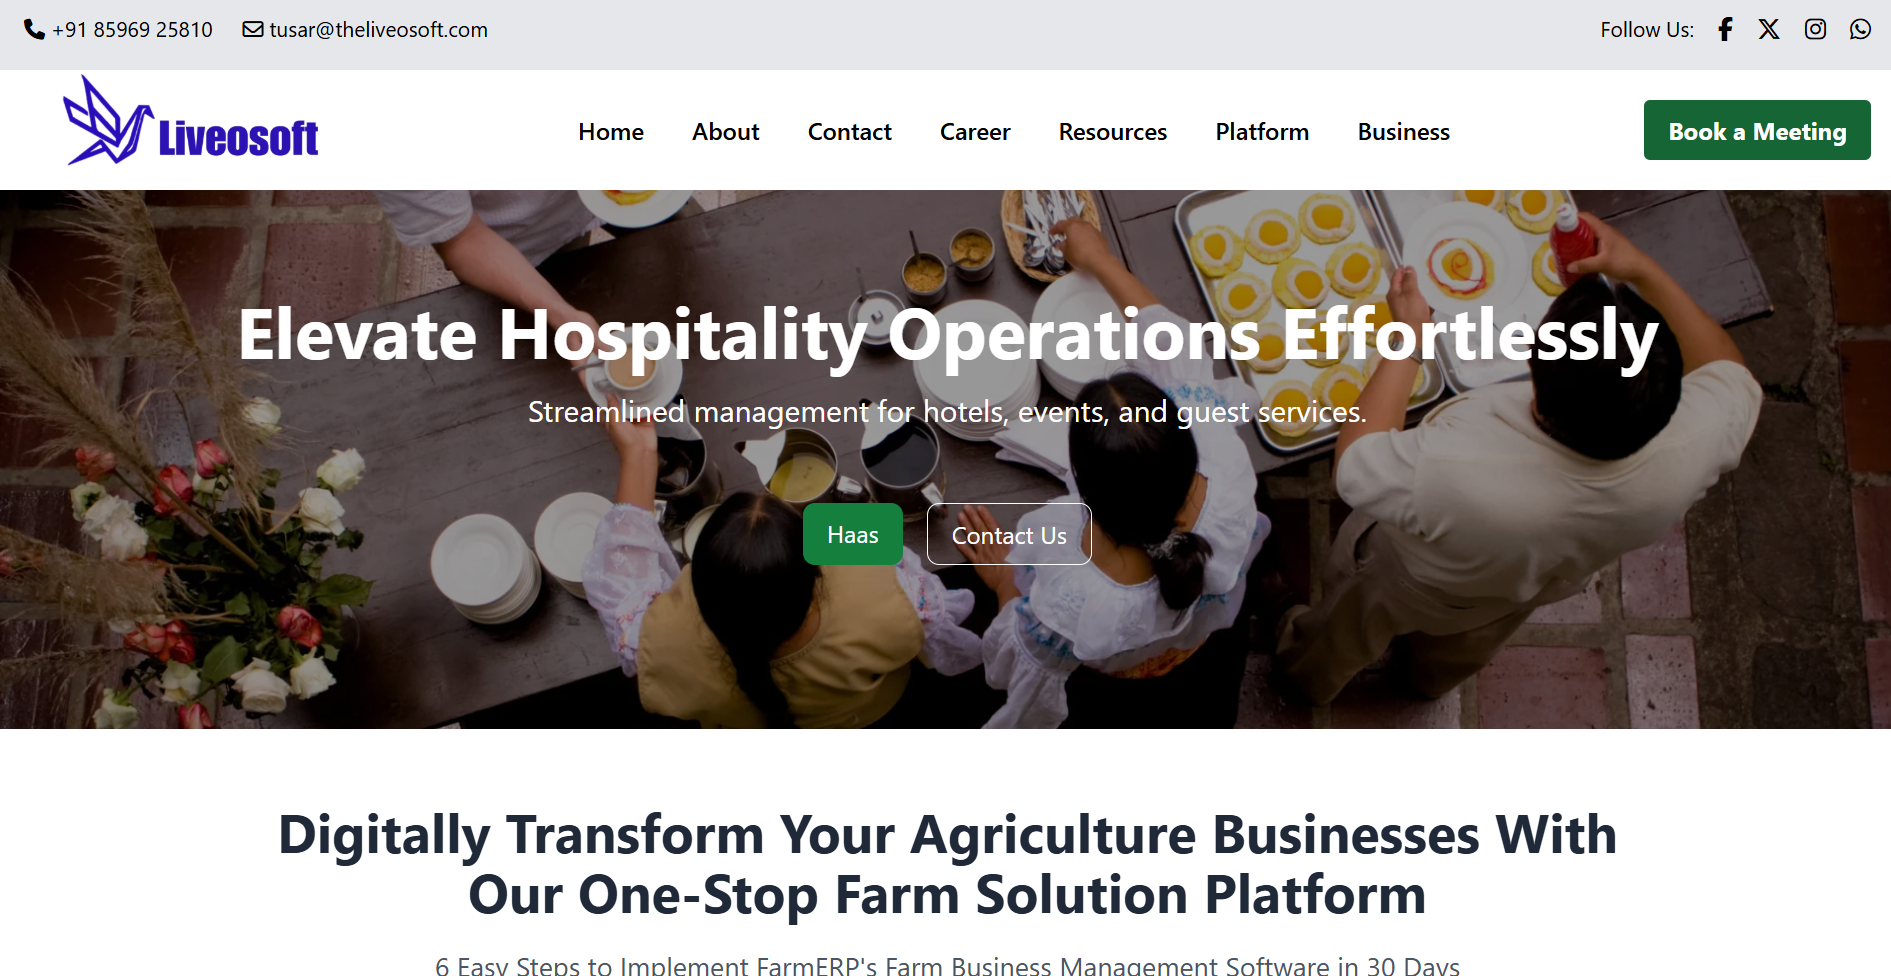 +91 85969 25810
tusar@theliveosoft.com
Follow Us:
Liveosoft
Home
About
Contact
Career
Resources
Platform
Business
Book a Meeting
Elevate Hospitality Operations Effortlessly
Streamlined management for hotels, events, and guest services.
Haas
Contact Us
Digitally Transform Your Agriculture Businesses With
Our One-Stop Farm Solution Platform
6 Easy Steps to Implement FarmERP's Farm Business Management Software in 30 Days